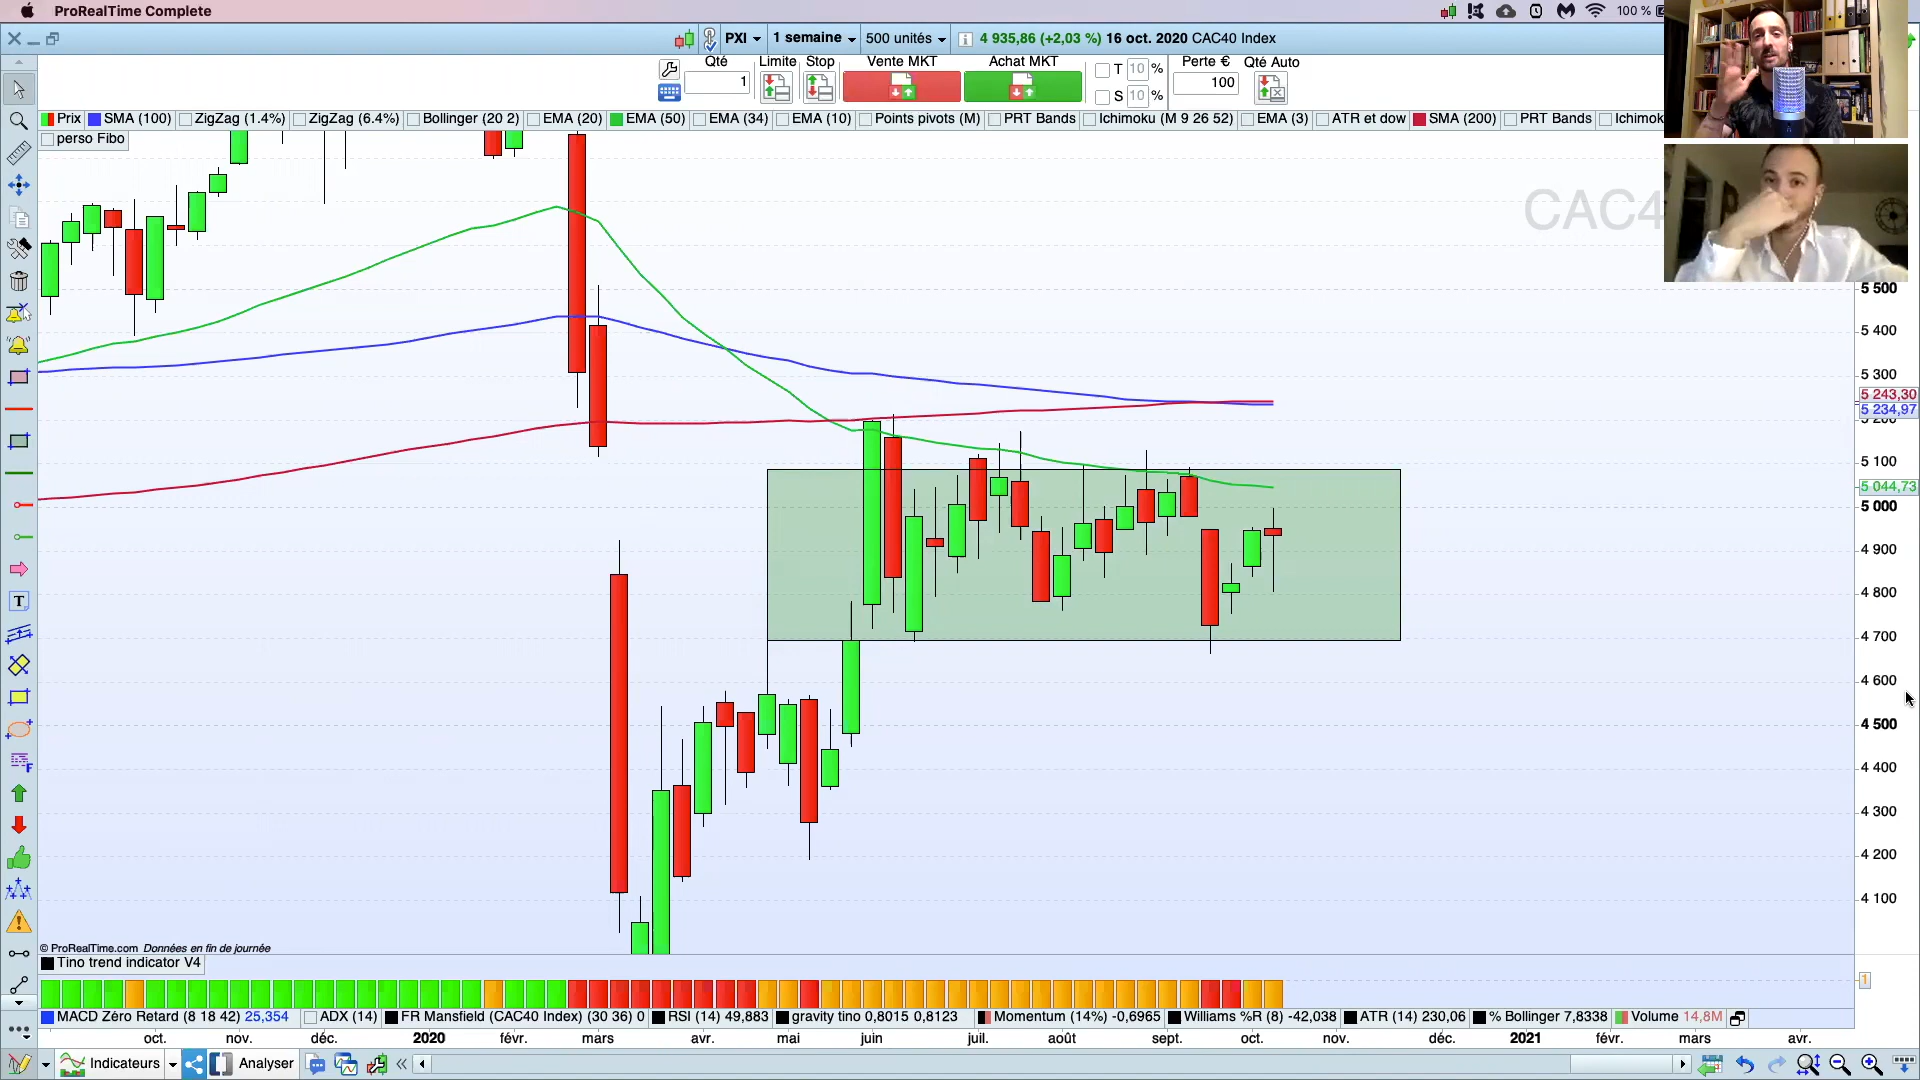 ProRealTime Complete
100 %
PXI
1 semaine
500 unités
4 935,86 (+2,03 %) 16 oct. 2020 CAC40 Index
Qté
1
Limite
Stop
Vente MKT
Achat MKT
T 10 %
S 10 %
Perte €
100
Qté Auto
Prix
SMA (100)
ZigZag (1.4%)
ZigZag (6.4%)
Bollinger (20 2)
EMA (20)
EMA (50)
EMA (34)
EMA (10)
Points pivots (M)
PRT Bands
Ichimoku (M 9 26 52)
EMA (3)
ATR et dow
SMA (200)
PRT Bands
Ichimok
perso Fibo
CAC4
5 500
5 400
5 300
5 243,30
5 234,97
5 200
5 100
5 044,73
5 000
4 900
4 800
4 700
4 600
4 500
4 400
4 300
4 200
4 100
© ProRealTime.com Données en fin de journée
Tino trend indicator V4
1
MACD Zéro Retard (8 18 42) 25,354
ADX (14)
FR Mansfield (CAC40 Index) (30 36) 0
RSI (14) 49,883
gravity tino 0,8015 0,8123
Momentum (14%) -0,6965
Williams %R (8) -42,038
ATR (14) 230,06
% Bollinger 7,8338
Volume 14,8M
oct. nov. déc. 2020 févr. mars avr. mai juin juil. août sept. oct. nov. déc. 2021 févr. mars avr.
Indicateurs
Analyser